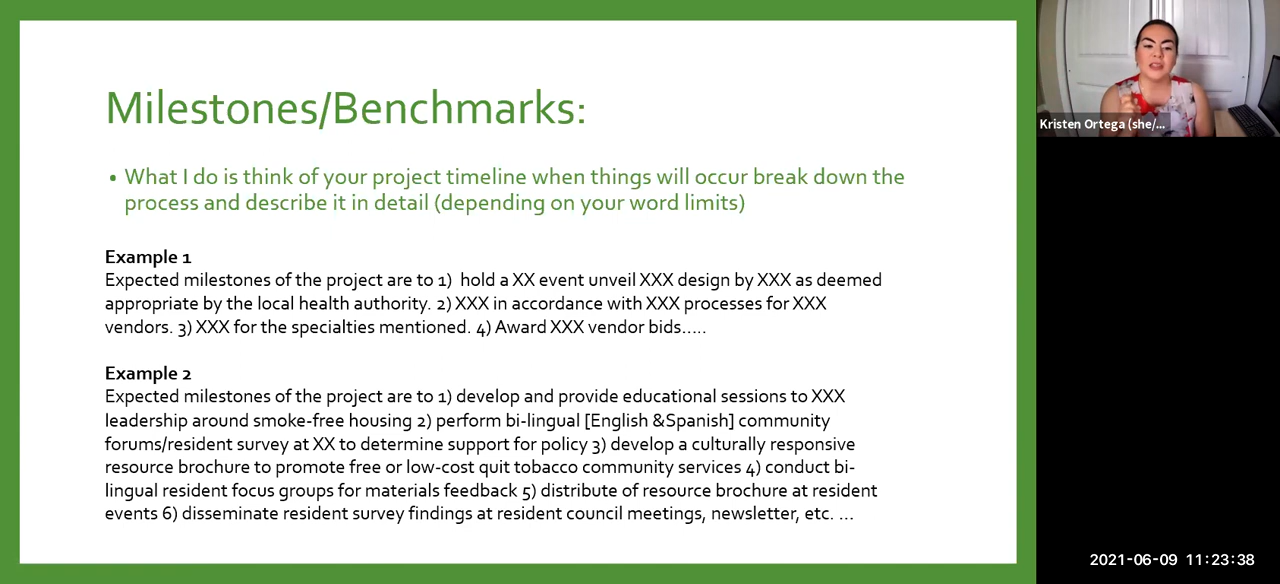 Milestones/Benchmarks:
• What I do is think of your project timeline when things will occur break down the
process and describe it in detail (depending on your word limits)
Example 1
Expected milestones of the project are to 1)  hold a XX event unveil XXX design by XXX as deemed
appropriate by the local health authority. 2) XXX in accordance with XXX processes for XXX
vendors. 3) XXX for the specialties mentioned. 4) Award XXX vendor bids.....
Example 2
Expected milestones of the project are to 1) develop and provide educational sessions to XXX
leadership around smoke-free housing 2) perform bi-lingual [English &Spanish] community
forums/resident survey at XX to determine support for policy 3) develop a culturally responsive
resource brochure to promote free or low-cost quit tobacco community services 4) conduct bi-
lingual resident focus groups for materials feedback 5) distribute of resource brochure at resident
events 6) disseminate resident survey findings at resident council meetings, newsletter, etc. ...
Kristen Ortega (she/...
2021-06-09 11:23:38